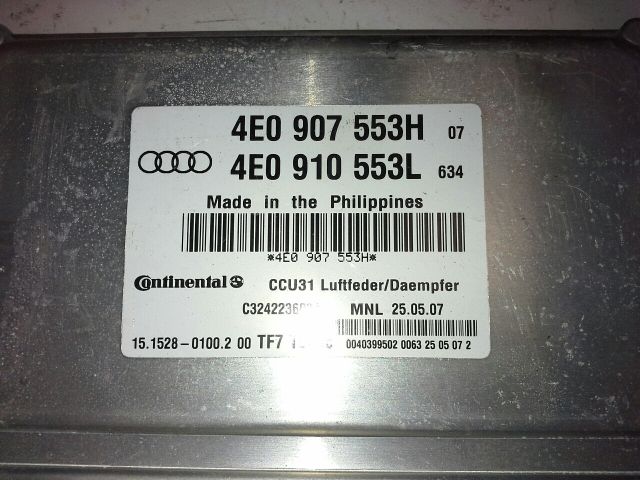 4E0 907 553H 07
4E0 910 553L 634
Made in the Philippines
*4E0 907 553H*
Continental CCU31 Luftfeder/Daempfer
MNL 25.05.07
15.1528-0100.2 00 TF7 0040399502 0063 25 05 07 2